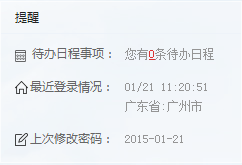 提醒
待办日程事项： 您有0条待办日程
最近登录情况： 01/21 11:20:51
广东省:广州市
上次修改密码： 2015-01-21